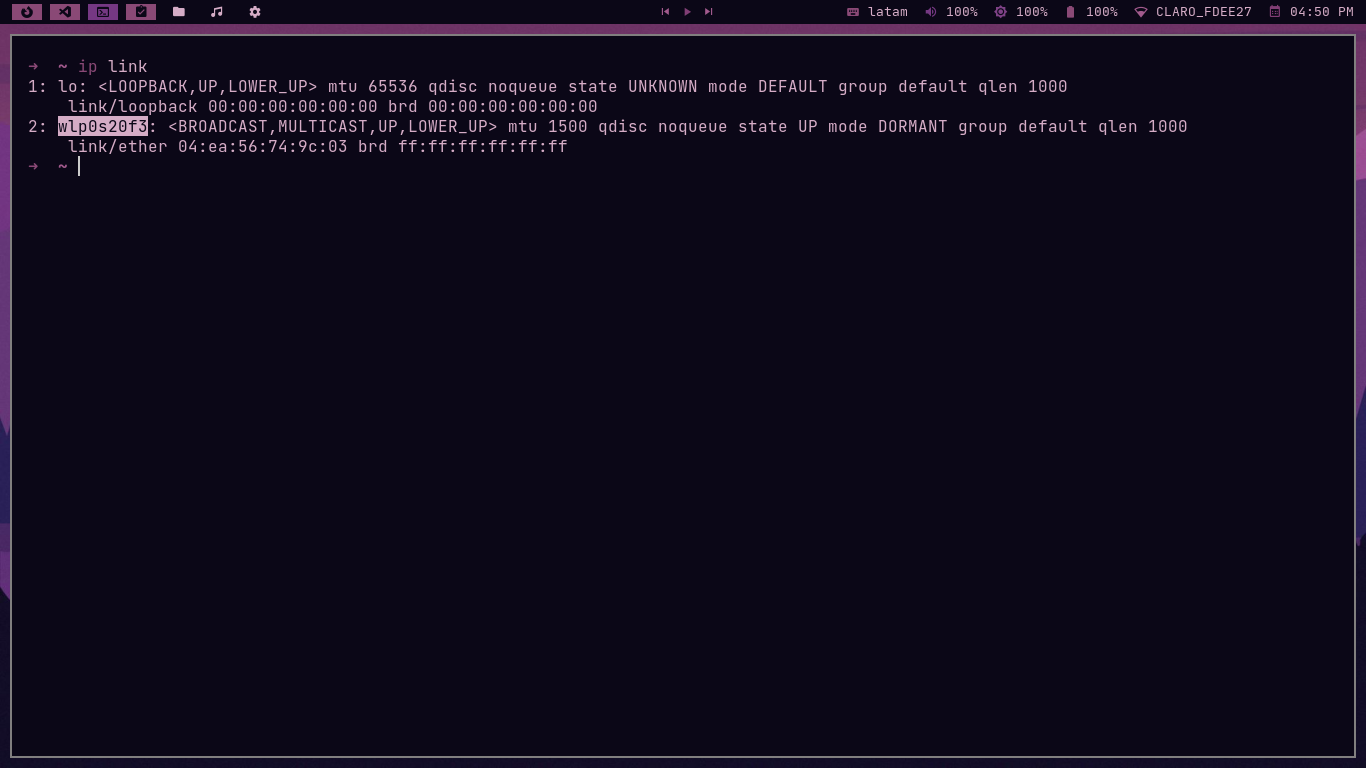 latam 100% 100% 100% CLARO_FDEE27 04:50 PM
➜ ~ ip link
1: lo: <LOOPBACK,UP,LOWER_UP> mtu 65536 qdisc noqueue state UNKNOWN mode DEFAULT group default qlen 1000
    link/loopback 00:00:00:00:00:00 brd 00:00:00:00:00:00
2: wlp0s20f3: <BROADCAST,MULTICAST,UP,LOWER_UP> mtu 1500 qdisc noqueue state UP mode DORMANT group default qlen 1000
    link/ether 04:ea:56:74:9c:03 brd ff:ff:ff:ff:ff:ff
➜ ~